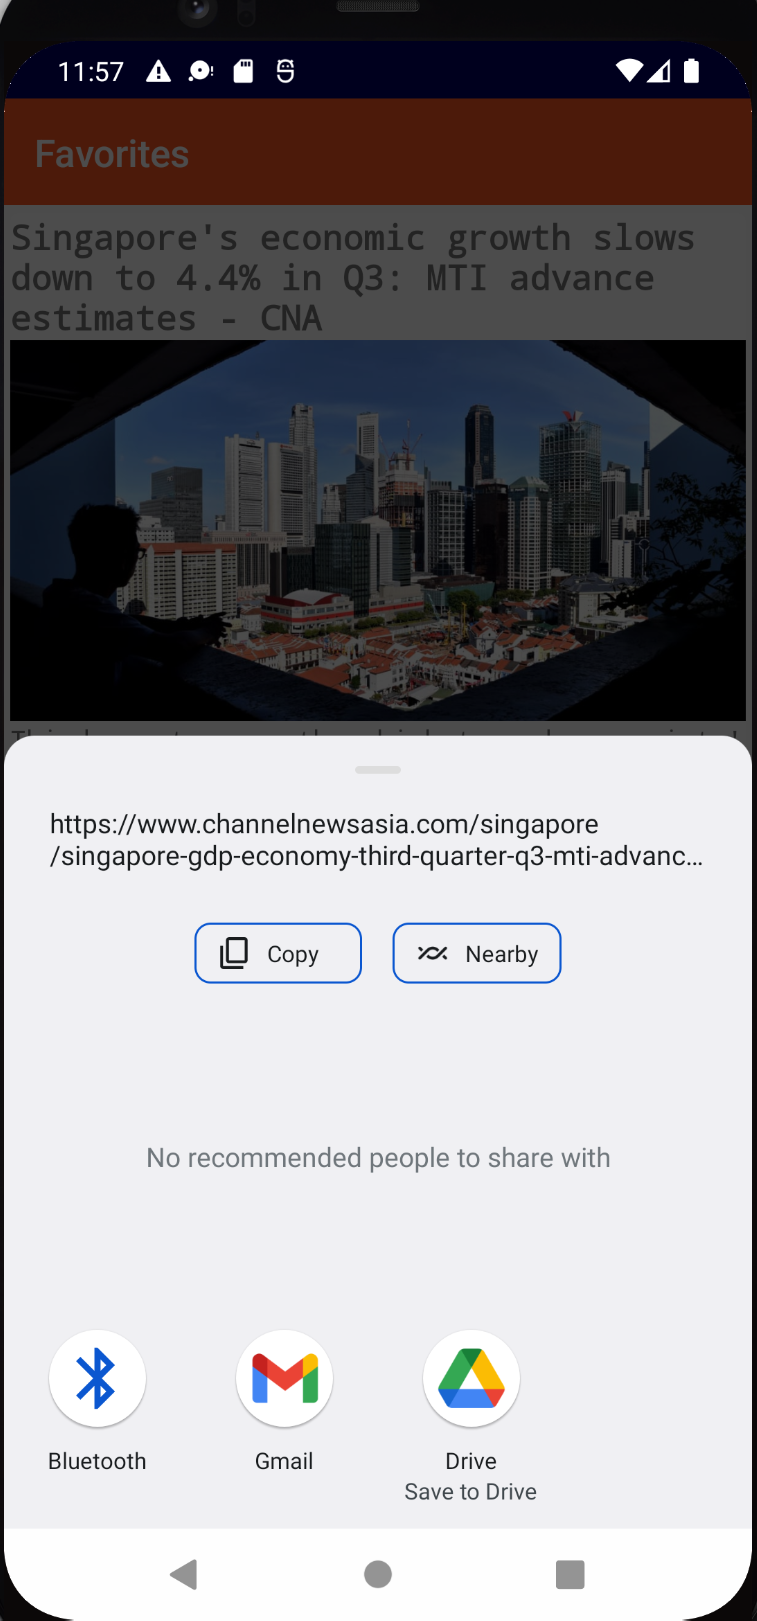 11:57
Favorites
Singapore's economic growth slows
down to 4.4% in Q3: MTI advance
estimates - CNA
https://www.channelnewsasia.com/singapore
/singapore-gdp-economy-third-quarter-q3-mti-advanc…
Copy
Nearby
No recommended people to share with
Bluetooth
Gmail
Drive
Save to Drive